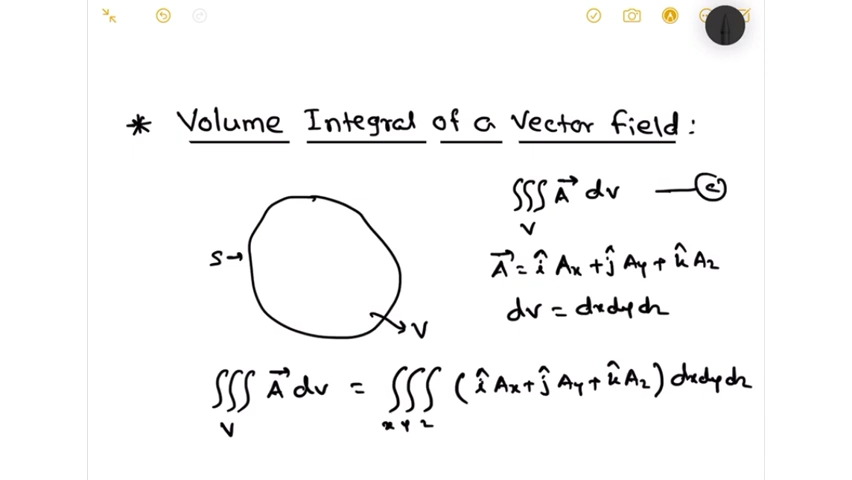 * Volume Integral of a Vector field:
∭ A⃗ dv —(e)
V
S→
A⃗ = î Ax + ĵ Ay + k̂ Az
dv = dxdydz
V
∭ A⃗ dv = ∭ (î Ax + ĵ Ay + k̂ Az) dxdydz
V x y z